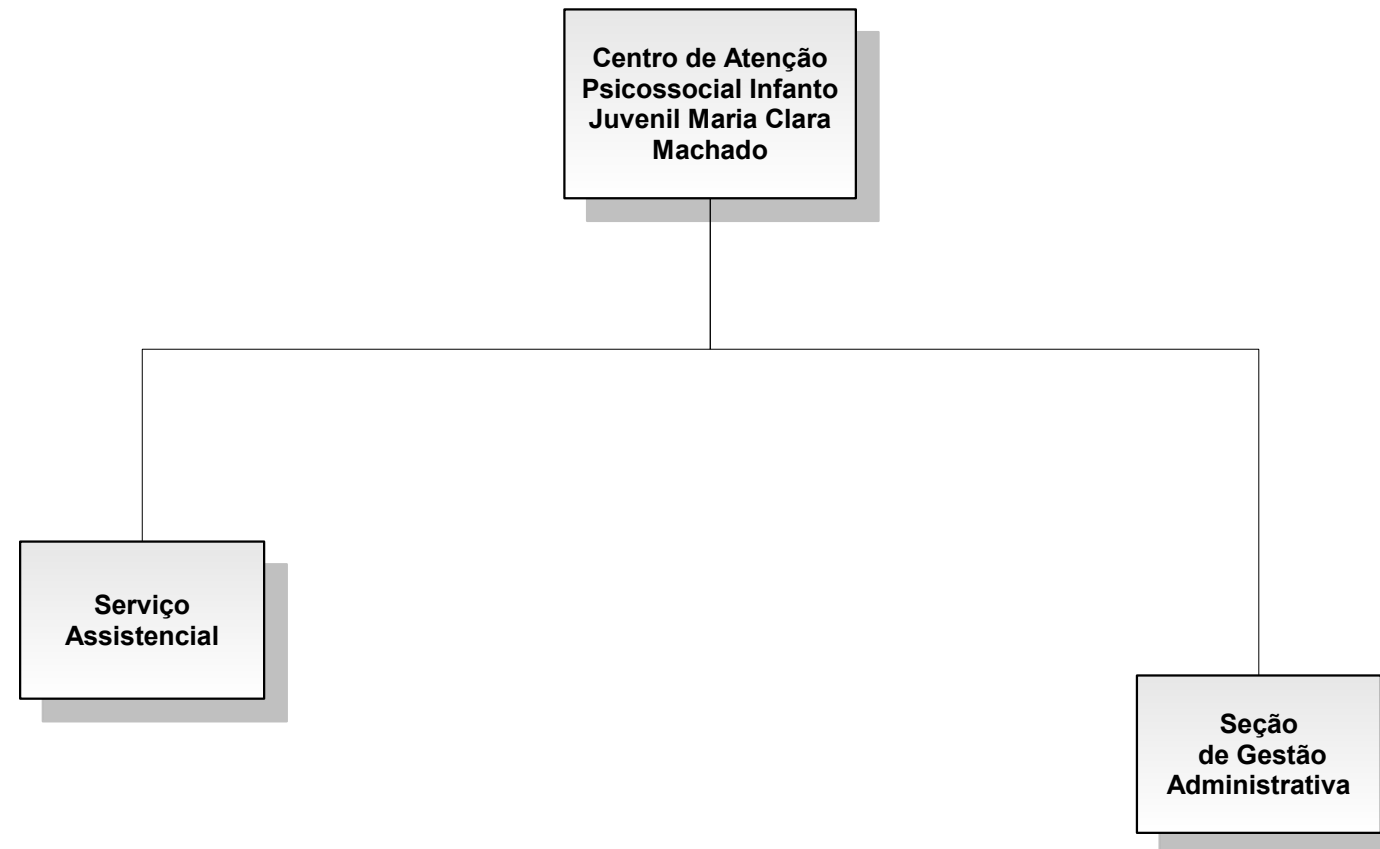 Centro de Atenção
Psicossocial Infanto
Juvenil Maria Clara
Machado
Serviço
Assistencial
Seção
de Gestão
Administrativa